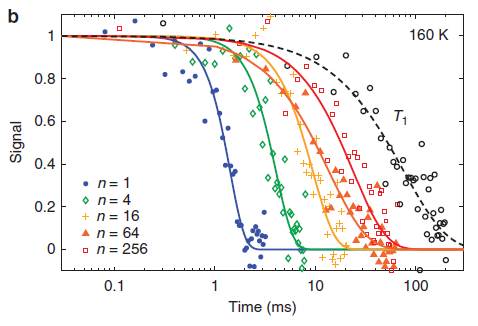 b
160 K
1
0.8
0.6
0.4
0.2
0
Signal
T1
n = 1
n = 4
n = 16
n = 64
n = 256
0.1
1
10
100
Time (ms)